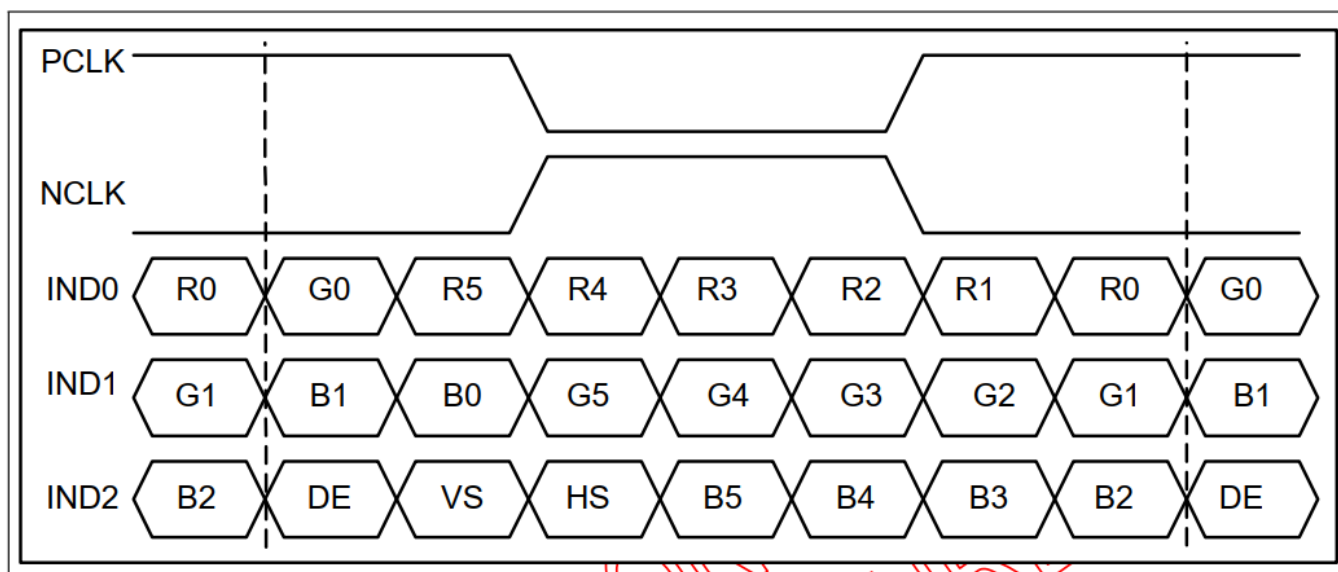 PCLK
NCLK
IND0 R0 G0 R5 R4 R3 R2 R1 R0 G0
IND1 G1 B1 B0 G5 G4 G3 G2 G1 B1
IND2 B2 DE VS HS B5 B4 B3 B2 DE